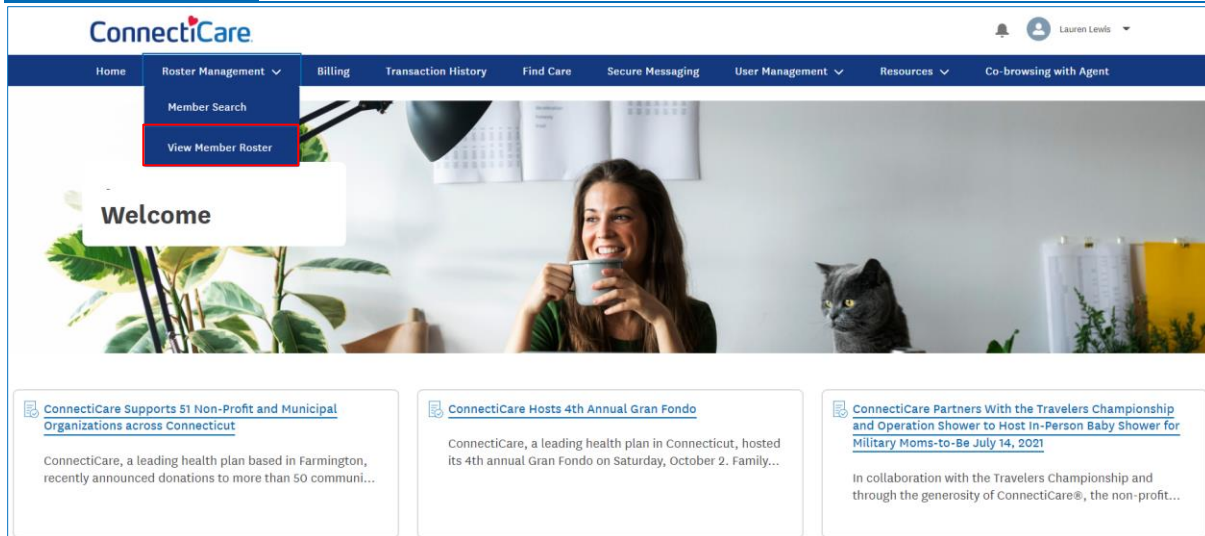 ConnectiCare
Lauren Lewis
Home Roster Management Billing Transaction History Find Care Secure Messaging User Management Resources Co-browsing with Agent
Member Search
View Member Roster
Welcome
ConnectiCare Supports 51 Non-Profit and Municipal
Organizations across Connecticut
ConnectiCare, a leading health plan based in Farmington,
recently announced donations to more than 50 communi...
ConnectiCare Hosts 4th Annual Gran Fondo
ConnectiCare, a leading health plan in Connecticut, hosted
its 4th annual Gran Fondo on Saturday, October 2. Family...
ConnectiCare Partners With the Travelers Championship
and Operation Shower to Host In-Person Baby Shower for
Military Moms-to-Be July 14, 2021
In collaboration with the Travelers Championship and
through the generosity of ConnectiCare®, the non-profit...